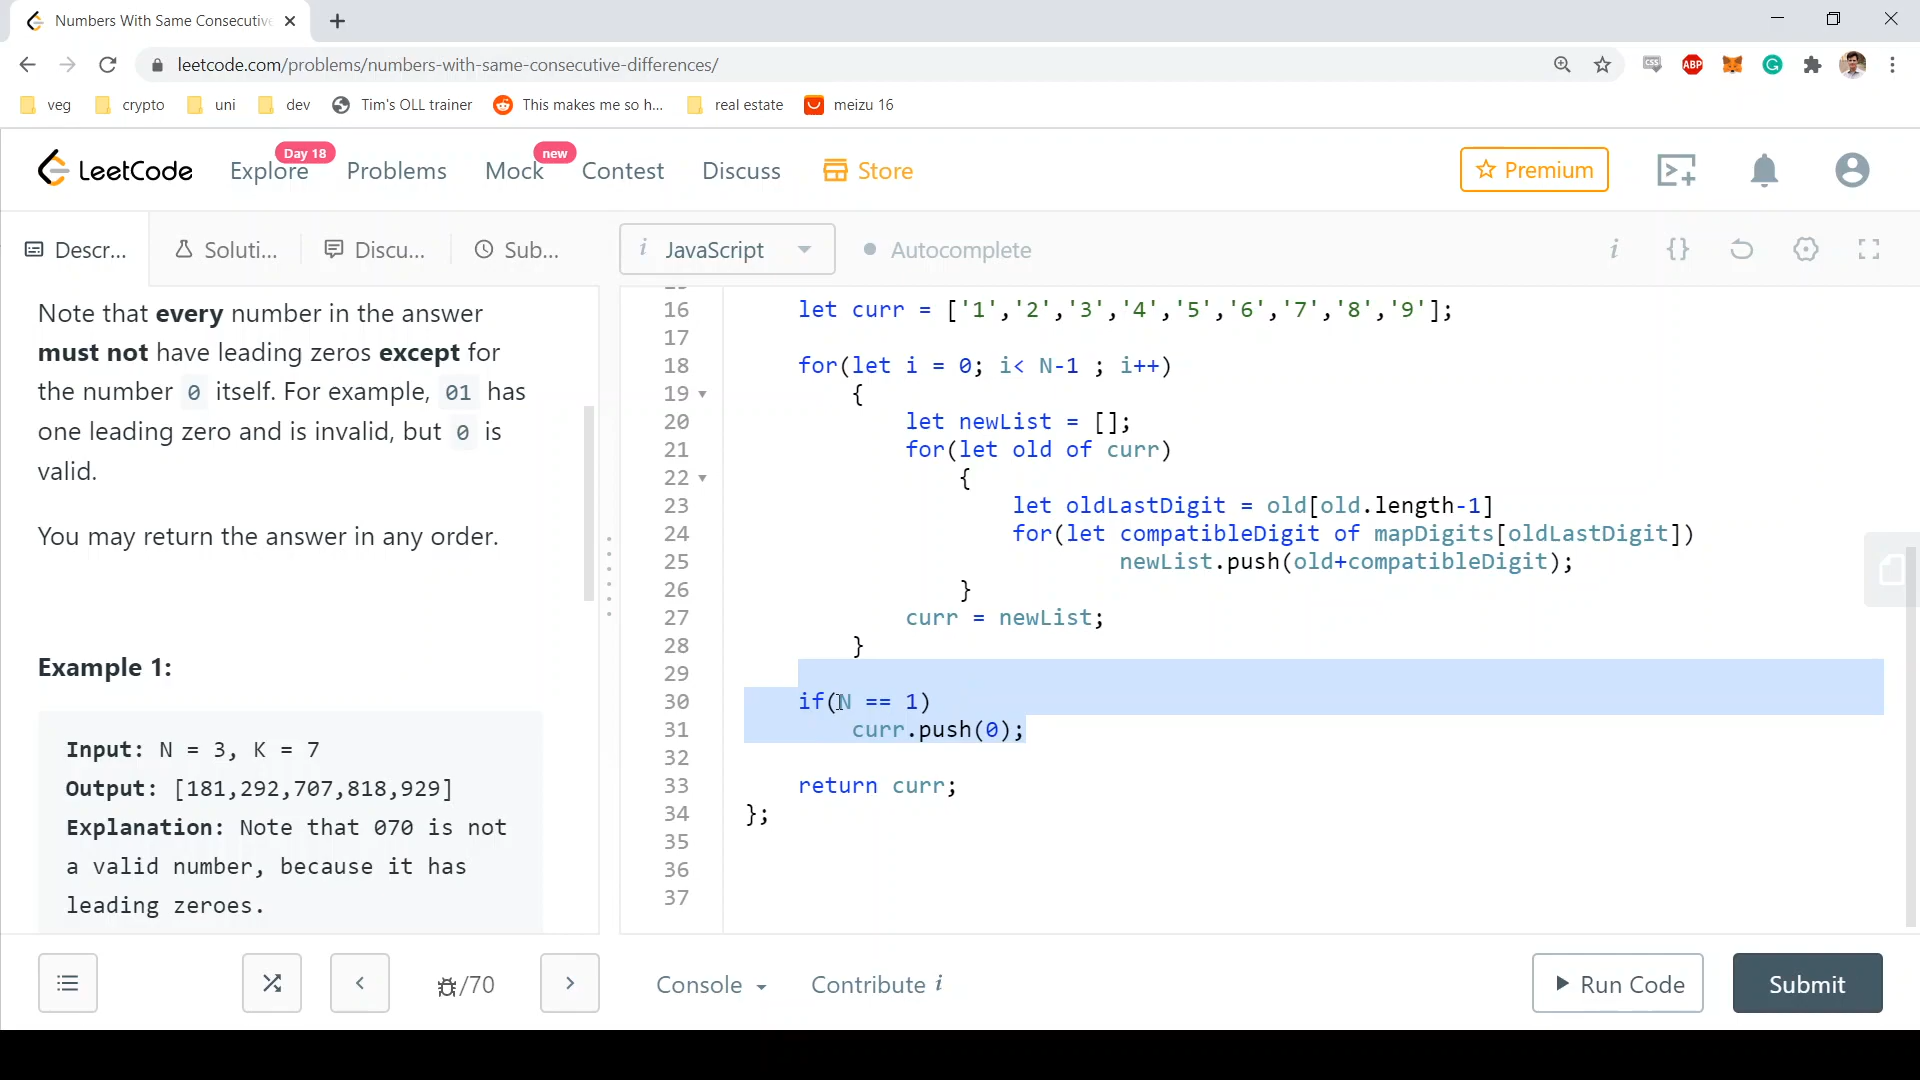 Numbers With Same Consecutive
leetcode.com/problems/numbers-with-same-consecutive-differences/
CSS
ABP
veg
crypto
uni
dev
Tim's OLL trainer
This makes me so h...
real estate
meizu 16
LeetCode
Explore
Day 18
Problems
Mock
new
Contest
Discuss
Store
Premium
Descr...
Soluti...
Discu...
Sub...
i JavaScript
Autocomplete
i {}
Note that every number in the answer
must not have leading zeros except for
the number 0 itself. For example, 01 has
one leading zero and is invalid, but 0 is
valid.
You may return the answer in any order.
Example 1:
Input: N = 3, K = 7
Output: [181,292,707,818,929]
Explanation: Note that 070 is not
a valid number, because it has
leading zeroes.
16 let curr = ['1','2','3','4','5','6','7','8','9'];
17
18 for(let i = 0; i< N-1 ; i++)
19 {
20 let newList = [];
21 for(let old of curr)
22 {
23 let oldLastDigit = old[old.length-1]
24 for(let compatibleDigit of mapDigits[oldLastDigit])
25 newList.push(old+compatibleDigit);
26 }
27 curr = newList;
28 }
29
30 if(N == 1)
31 curr.push(0);
32
33 return curr;
34 };
35
36
37
/70
Console
Contribute i
Run Code
Submit